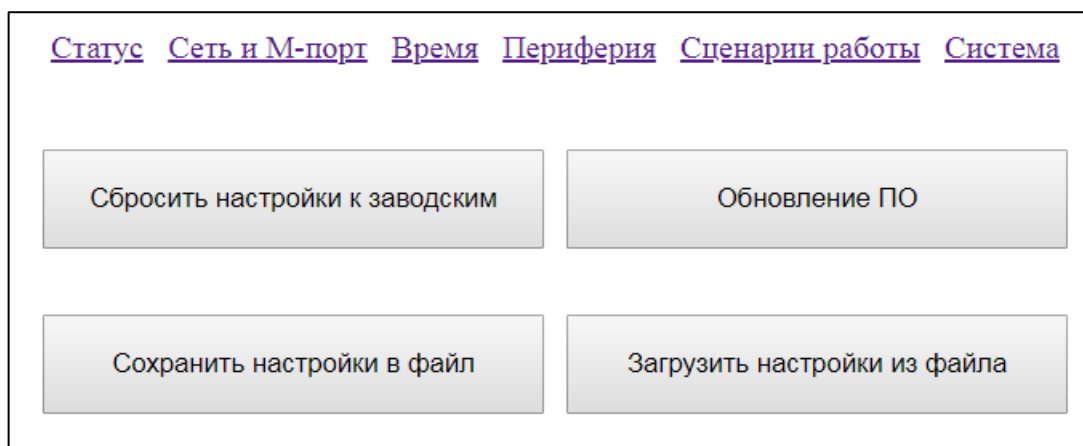 Статус Сеть и М-порт Время Периферия Сценарии работы Система
Сбросить настройки к заводским Обновление ПО
Сохранить настройки в файл Загрузить настройки из файла